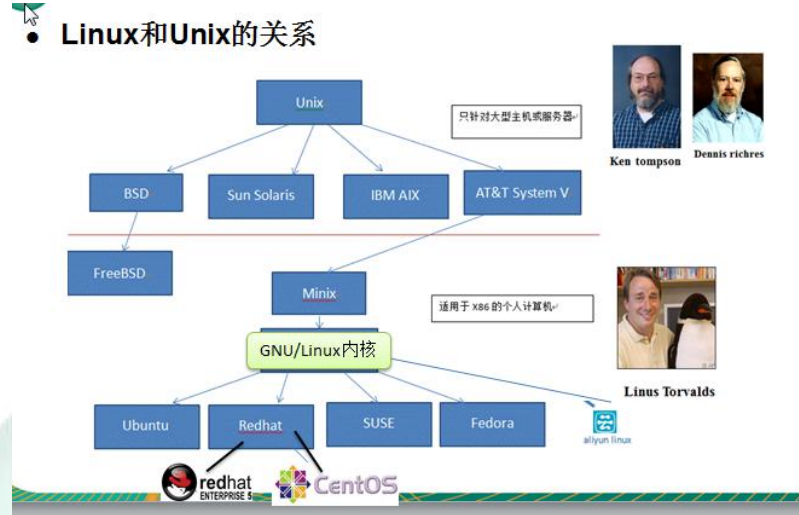 Linux和Unix的关系
Unix
只针对大型主机或服务器
Ken tompson
Dennis richres
BSD
Sun Solaris
IBM AIX
AT&T System V
FreeBSD
Minix
适用于 X86 的个人计算机
GNU/Linux内核
Linus Torvalds
Ubuntu
Redhat
SUSE
Fedora
aliyun linux
redhat
ENTERPRISE 5
CentOS